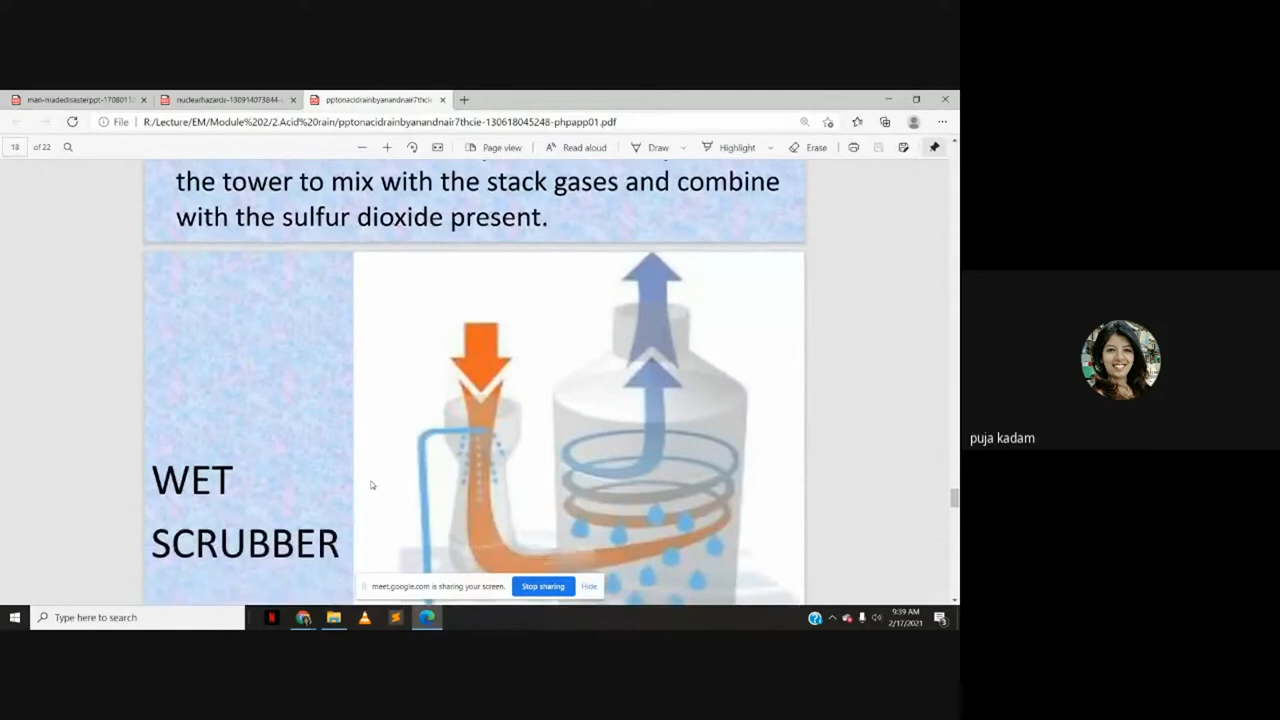 man-madedisasterppt-1708011
nuclearhazards-130914073844-
pptonacidrainbyanandnair7thcie-
File
R:/Lecture/EM/Module%202/2.Acid%20rain/pptonacidrainbyanandnair7thcie-130618045248-phpapp01.pdf
18 of 22
Page view
Read aloud
Draw
Highlight
Erase
the tower to mix with the stack gases and combine
with the sulfur dioxide present.
WET
SCRUBBER
puja kadam
meet.google.com is sharing your screen.
Stop sharing
Hide
Type here to search
9:39 AM
2/17/2021
3